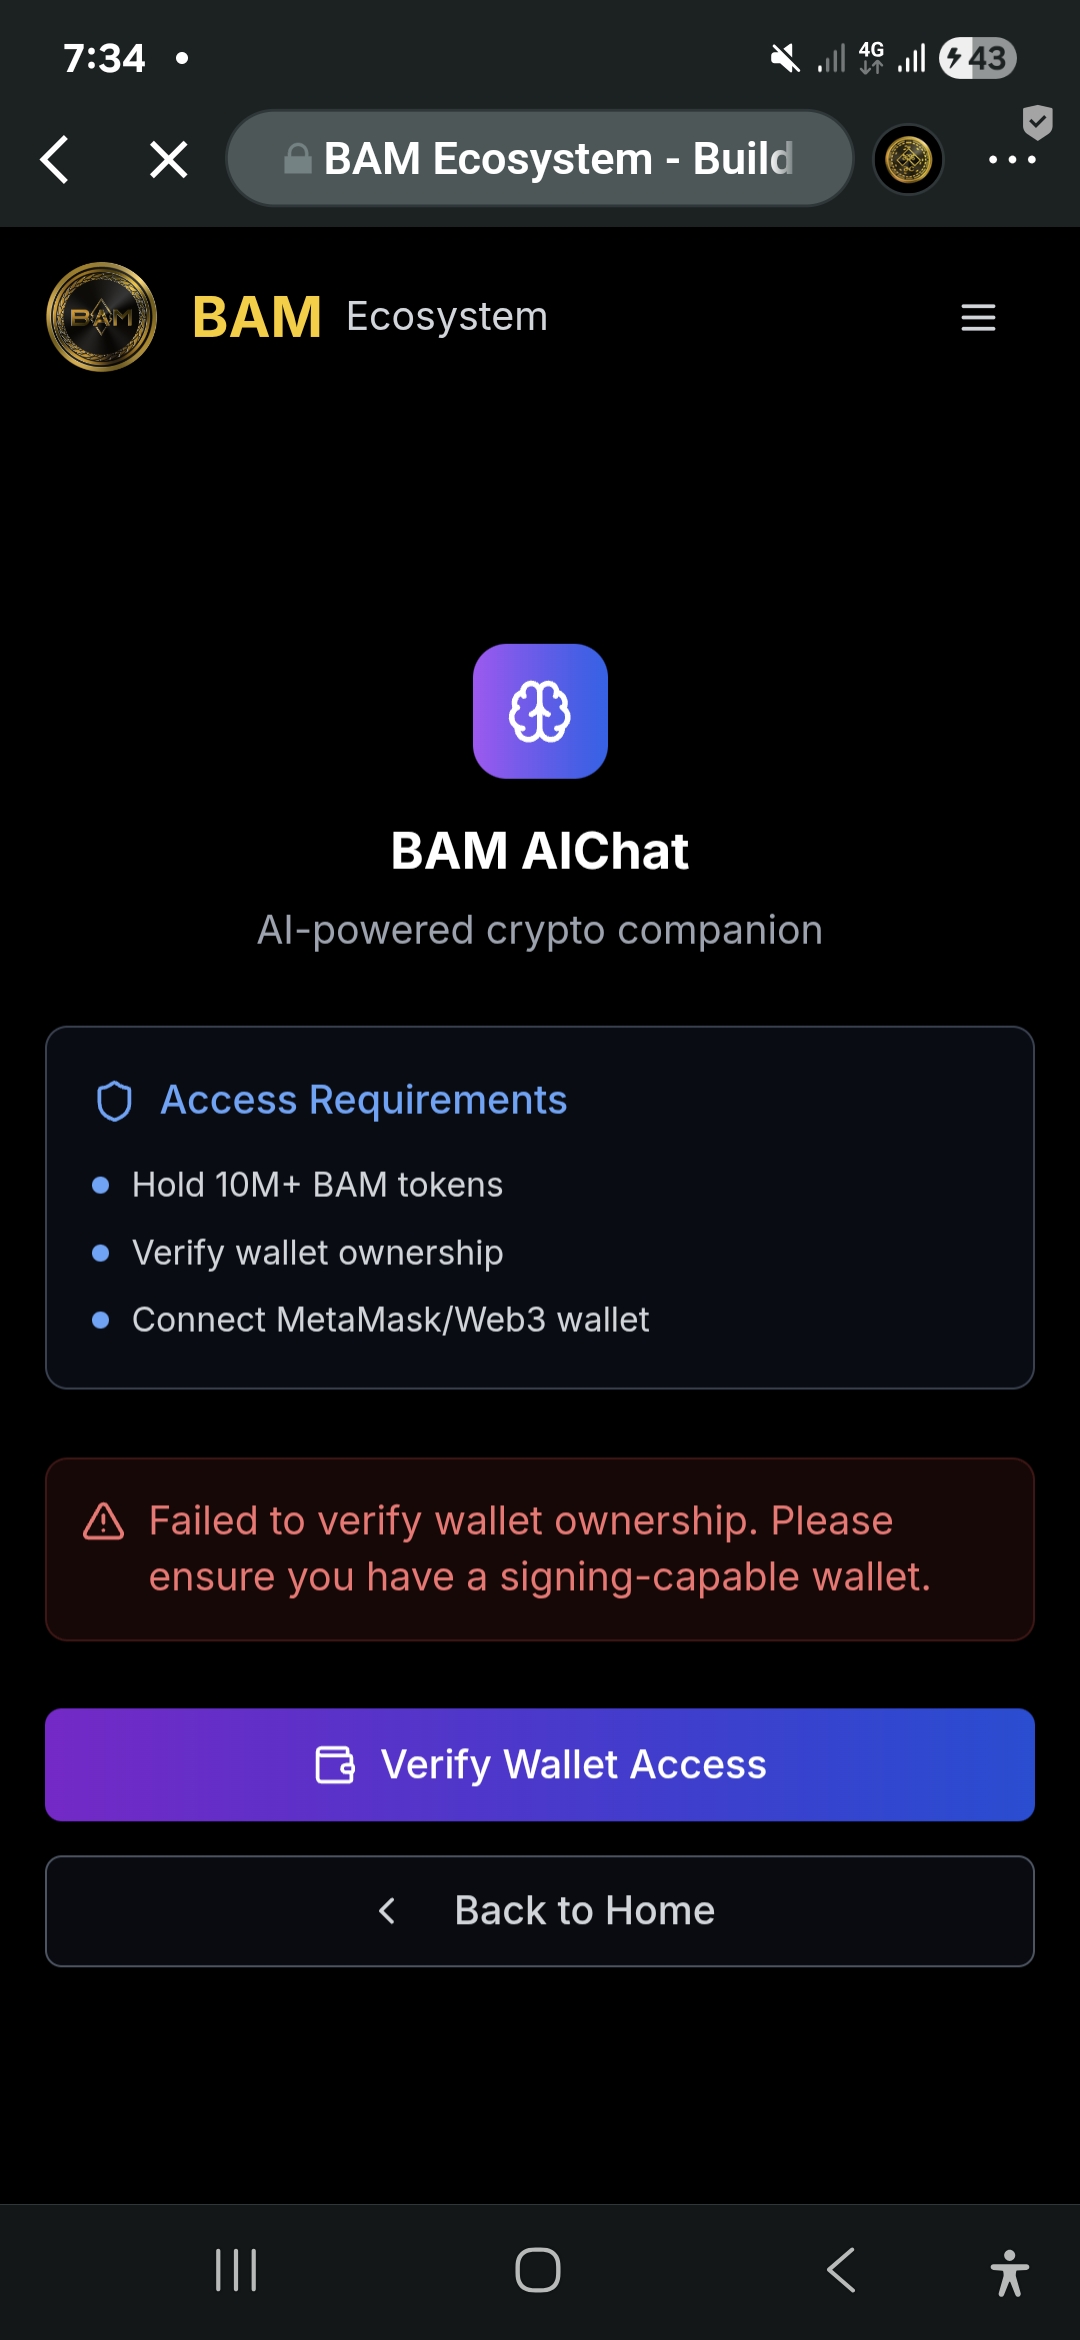 7:34
4G
43
BAM Ecosystem - Build
BAM
BAM Ecosystem
BAM AIChat
AI-powered crypto companion
Access Requirements
Hold 10M+ BAM tokens
Verify wallet ownership
Connect MetaMask/Web3 wallet
Failed to verify wallet ownership. Please
ensure you have a signing-capable wallet.
Verify Wallet Access
Back to Home